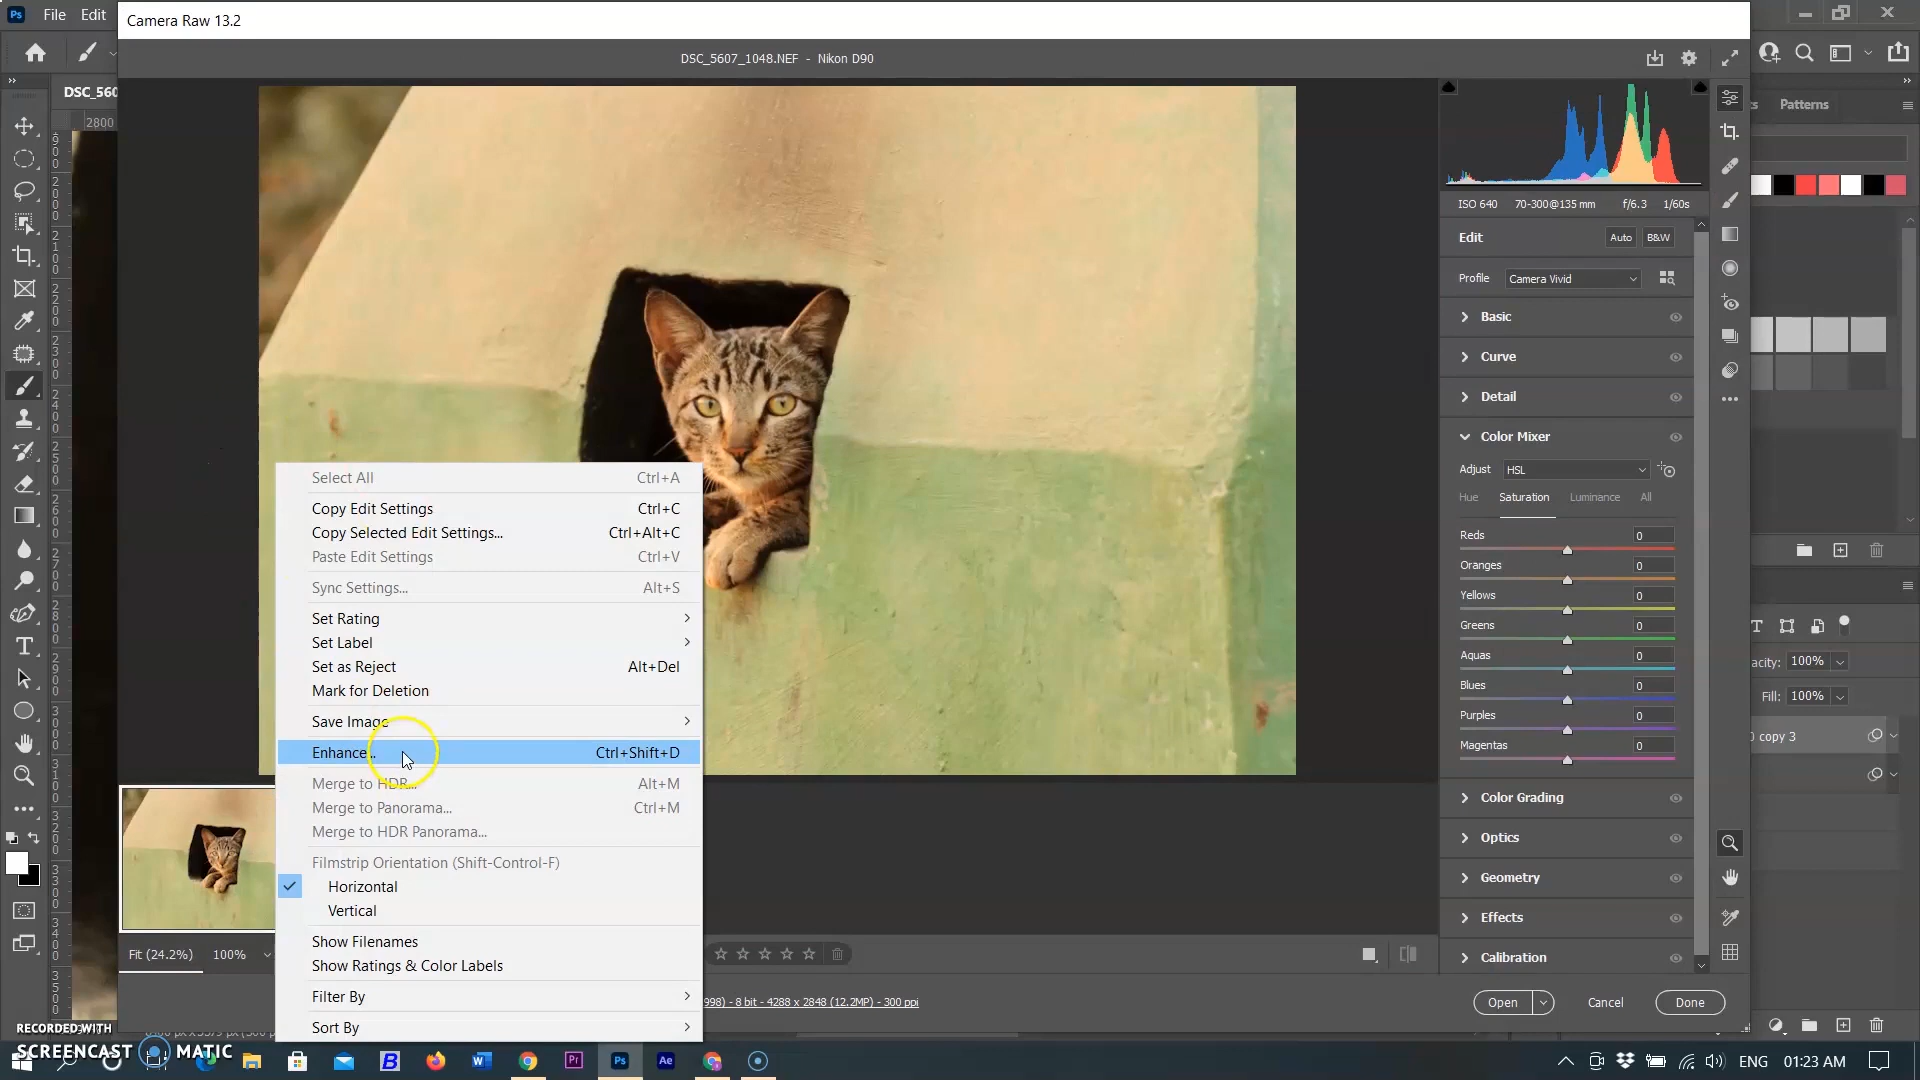 File Edit
Camera Raw 13.2
DSC_5607_1048.NEF - Nikon D90
DSC_560
2800
Patterns
ISO 640 70-300@135 mm f/6.3 1/60s
Edit Auto B&W
Profile Camera Vivid
Basic
Curve
Detail
Color Mixer
Adjust HSL
Hue Saturation Luminance All
Reds 0
Oranges 0
Yellows 0
Greens 0
Aquas 0
Blues 0
Purples 0
Magentas 0
Color Grading
Optics
Geometry
Effects
Calibration
Select All Ctrl+A
Copy Edit Settings Ctrl+C
Copy Selected Edit Settings... Ctrl+Alt+C
Paste Edit Settings Ctrl+V
Sync Settings... Alt+S
Set Rating
Set Label
Set as Reject Alt+Del
Mark for Deletion
Save Image
Enhance... Ctrl+Shift+D
Merge to HDR... Alt+M
Merge to Panorama... Ctrl+M
Merge to HDR Panorama...
Filmstrip Orientation (Shift-Control-F)
Horizontal
Vertical
Show Filenames
Show Ratings & Color Labels
Filter By
Sort By
Fit (24.2%) 100%
998) - 8 bit - 4288 x 2848 (12.2MP) - 300 ppi
Open Cancel Done
acity: 100%
Fill: 100%
copy 3
RECORDED WITH
SCREENCAST MATIC
ENG 01:23 AM